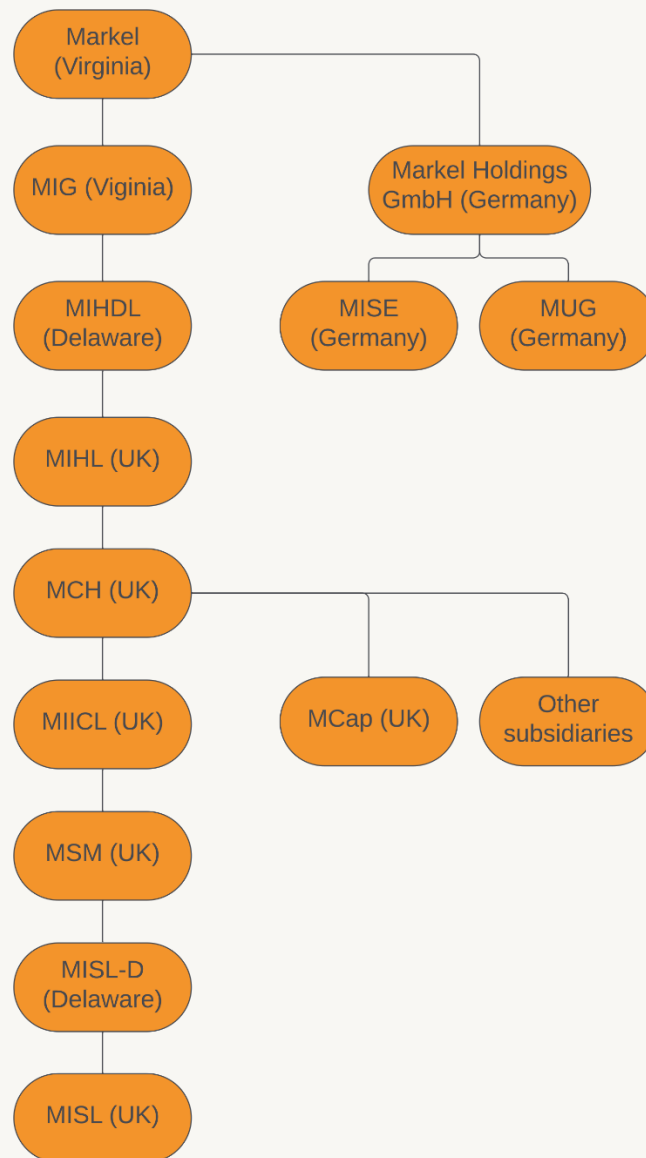 Markel
(Virginia)
MIG (Viginia)
Markel Holdings
GmbH (Germany)
MIHDL
(Delaware)
MISE
(Germany)
MUG
(Germany)
MIHL (UK)
MCH (UK)
MIICL (UK)
MCap (UK)
Other
subsidiaries
MSM (UK)
MISL-D
(Delaware)
MISL (UK)